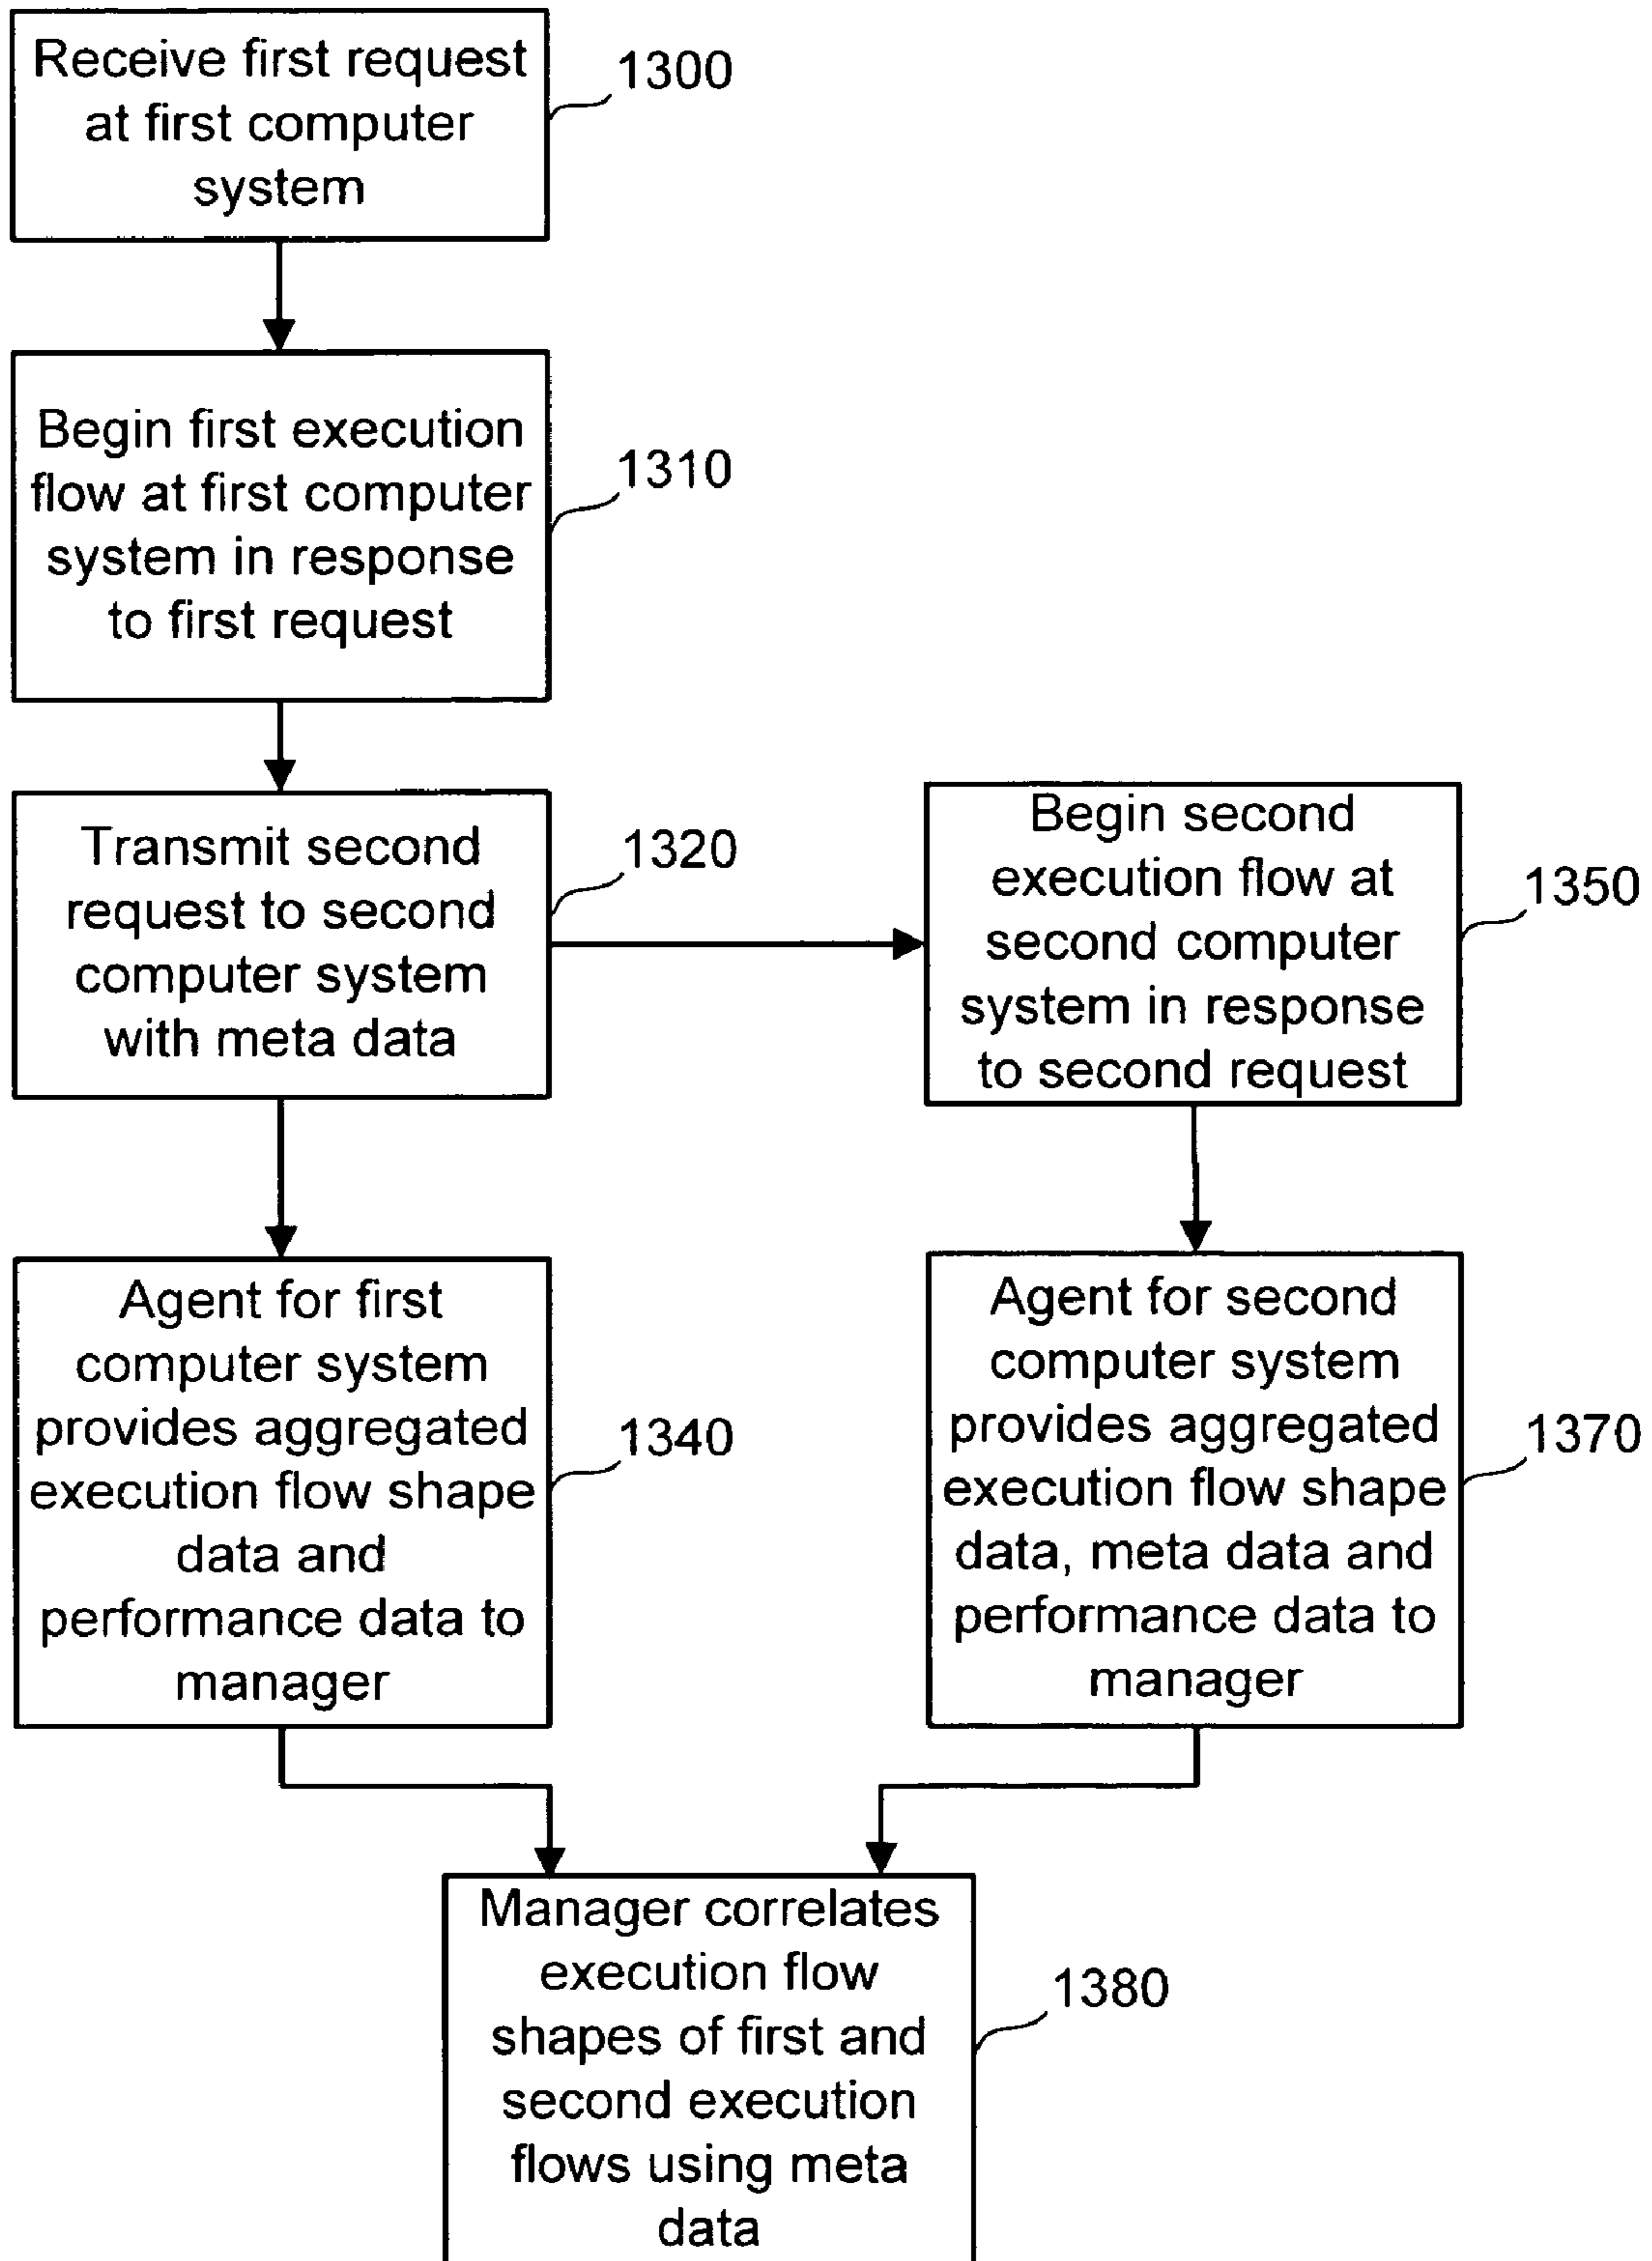 Receive first request
at first computer
system
1300
Begin first execution
flow at first computer
system in response
to first request
1310
Transmit second
request to second
computer system
with meta data
1320
Begin second
execution flow at
second computer
system in response
to second request
1350
Agent for first
computer system
provides aggregated
execution flow shape
data and
performance data to
manager
1340
Agent for second
computer system
provides aggregated
execution flow shape
data, meta data and
performance data to
manager
1370
Manager correlates
execution flow
shapes of first and
second execution
flows using meta
data
1380